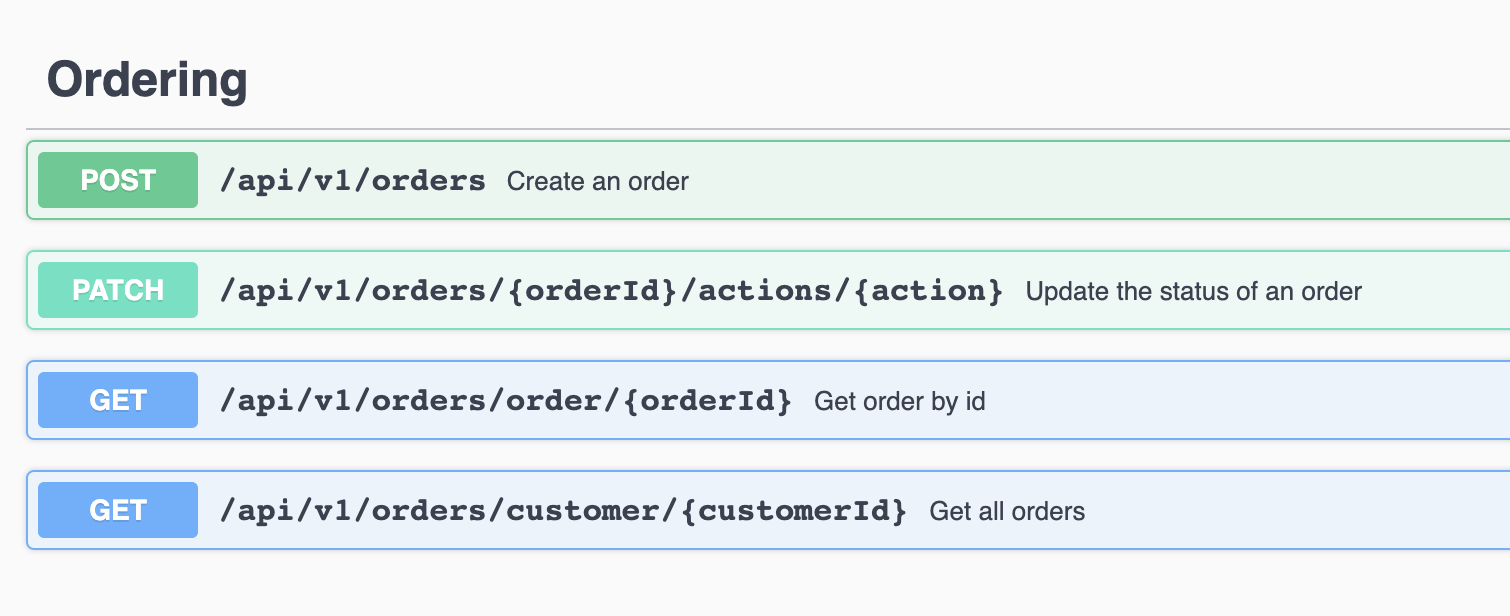 Ordering
POST /api/v1/orders Create an order
PATCH /api/v1/orders/{orderId}/actions/{action} Update the status of an order
GET /api/v1/orders/order/{orderId} Get order by id
GET /api/v1/orders/customer/{customerId} Get all orders